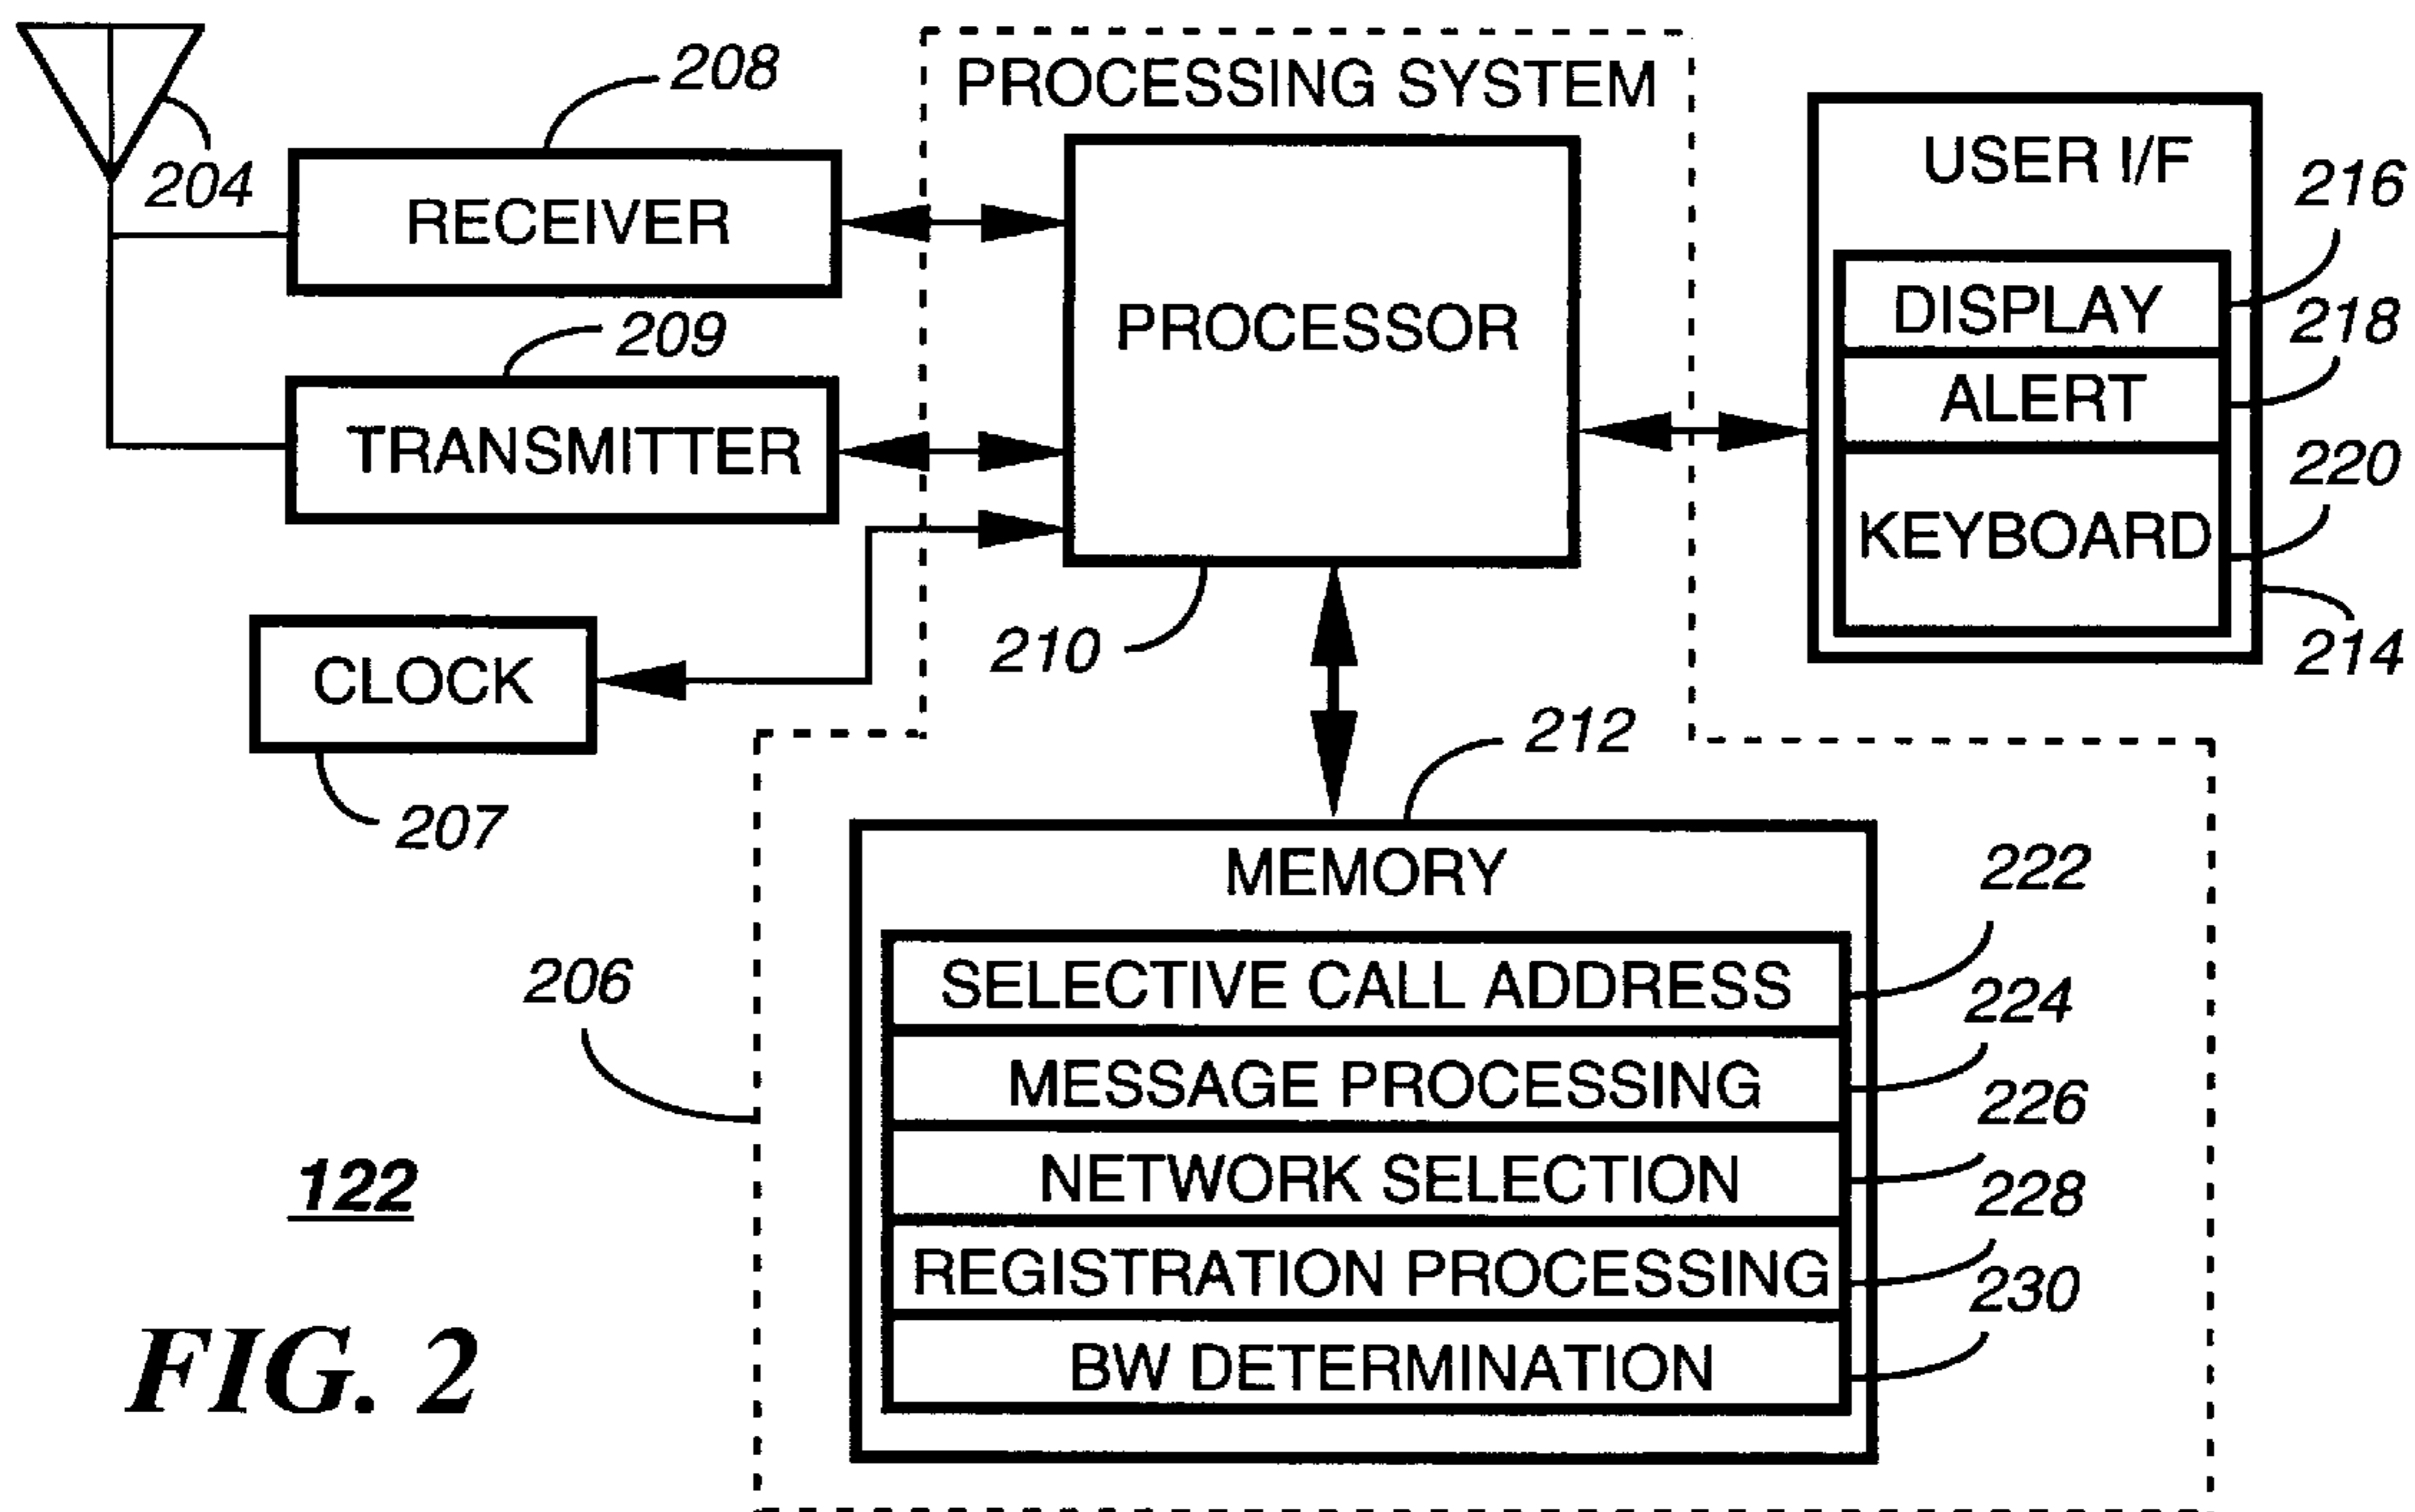 208
PROCESSING SYSTEM
204
RECEIVER
USER I/F
216
PROCESSOR
DISPLAY
218
209
ALERT
TRANSMITTER
220
KEYBOARD
210
214
CLOCK
212
207
MEMORY
222
206
SELECTIVE CALL ADDRESS
224
MESSAGE PROCESSING
226
NETWORK SELECTION
228
122
REGISTRATION PROCESSING
230
BW DETERMINATION
FIG. 2